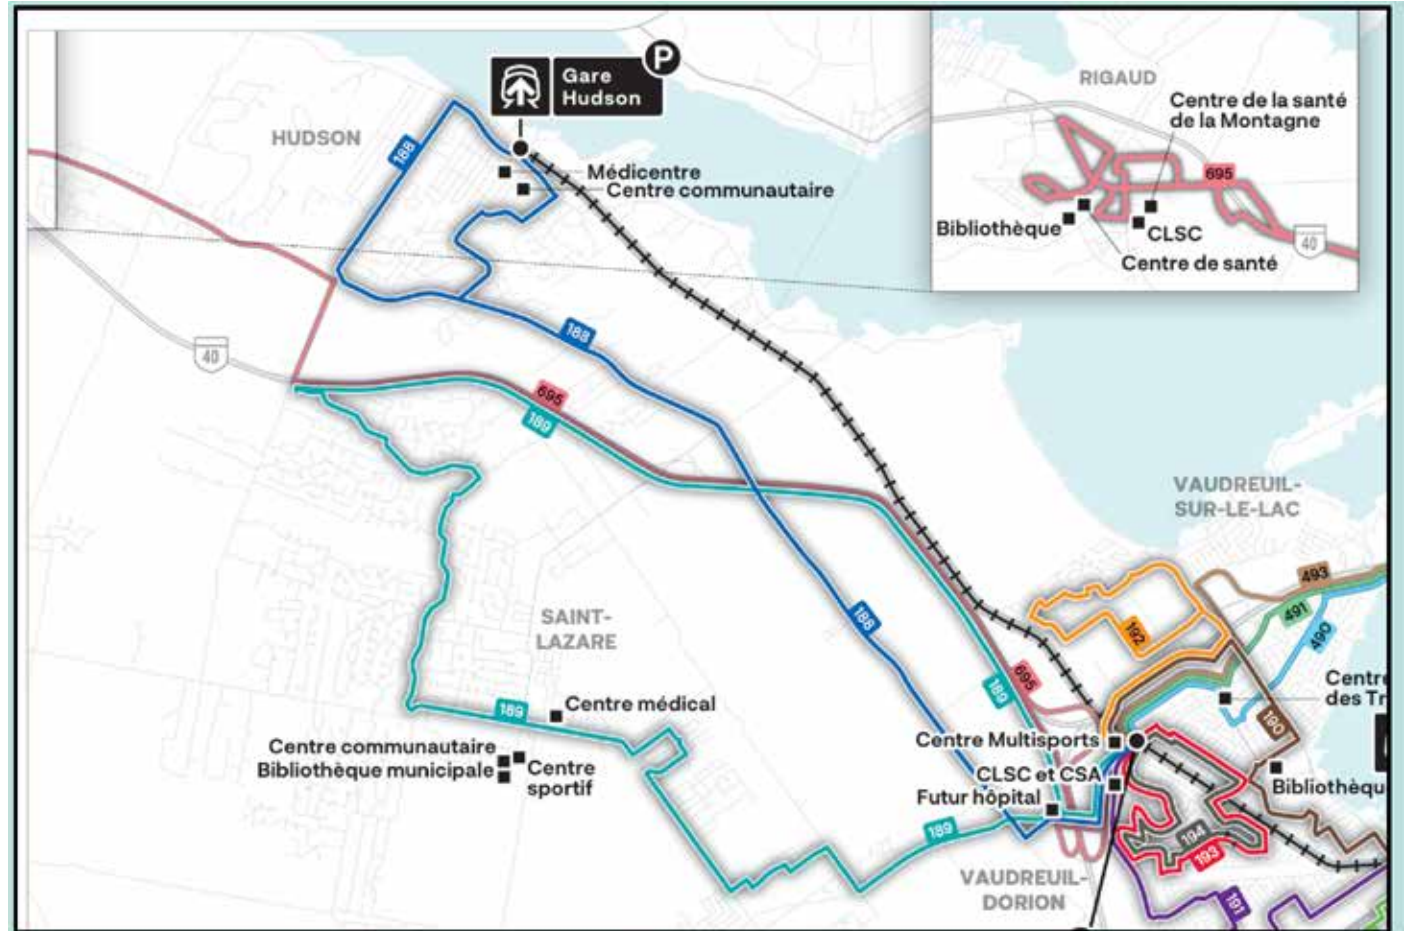 P
Gare
Hudson
HUDSON
188
Médicentre
Centre communautaire
RIGAUD
Centre de la santé
de la Montagne
695
Bibliothèque
CLSC
40
Centre de santé
188
40
695
189
VAUDREUIL-
SUR-LE-LAC
493
491
490
192
188
SAINT-
LAZARE
695
189
Centre
des Tr
190
189
Centre médical
Centre communautaire
Bibliothèque municipale
Centre
sportif
Centre Multisports
CLSC et CSA
Futur hôpital
Bibliothèqu
189
194
193
VAUDREUIL-
DORION
191